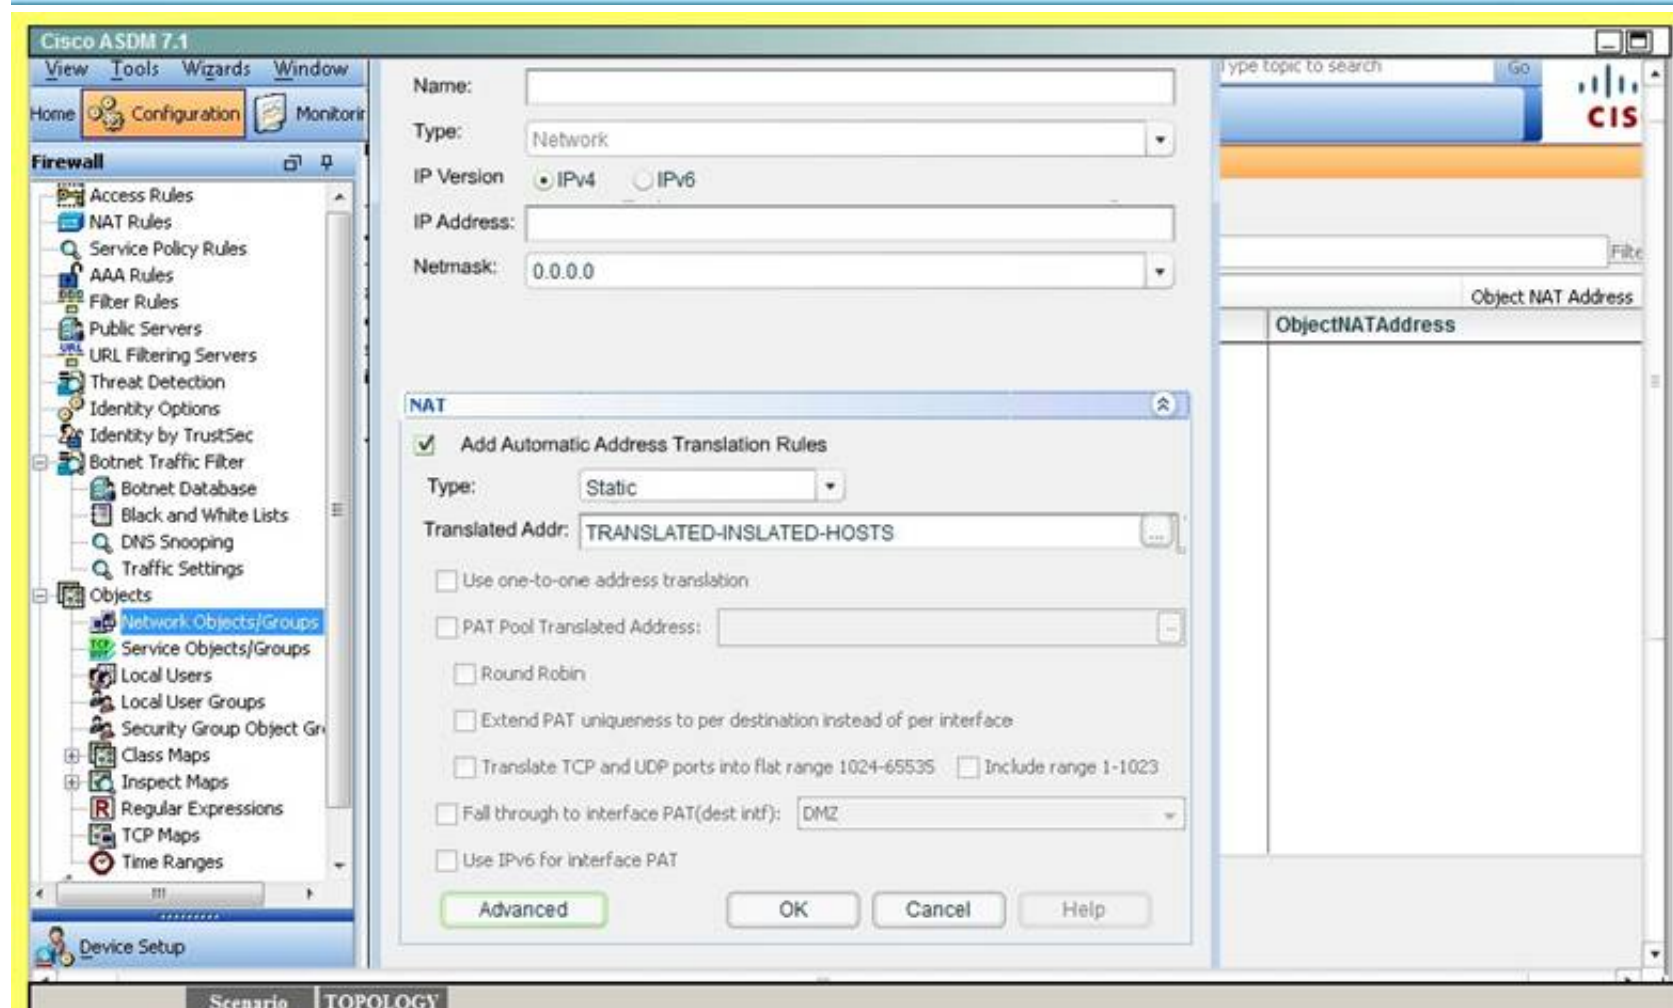 Cisco ASDM 7.1
View Tools Wizards Window
Type topic to search Go
Home Configuration Monitorin
CIS
Firewall
Access Rules
NAT Rules
Service Policy Rules
AAA Rules
Filter Rules
Public Servers
URL Filtering Servers
Threat Detection
Identity Options
Identity by TrustSec
Botnet Traffic Filter
Botnet Database
Black and White Lists
DNS Snooping
Traffic Settings
Objects
Network Objects/Groups
Service Objects/Groups
Local Users
Local User Groups
Security Group Object Gr
Class Maps
Inspect Maps
Regular Expressions
TCP Maps
Time Ranges
Device Setup
Name:
Type: Network
IP Version IPv4 IPv6
IP Address:
Netmask: 0.0.0.0
NAT
Add Automatic Address Translation Rules
Type: Static
Translated Addr: TRANSLATED-INSLATED-HOSTS ...
Use one-to-one address translation
PAT Pool Translated Address:
Round Robin
Extend PAT uniqueness to per destination instead of per interface
Translate TCP and UDP ports into flat range 1024-65535 Include range 1-1023
Fall through to interface PAT(dest intf): DMZ
Use IPv6 for interface PAT
Advanced OK Cancel Help
Filte
Object NAT Address
ObjectNATAddress
Scenario TOPOLOGY